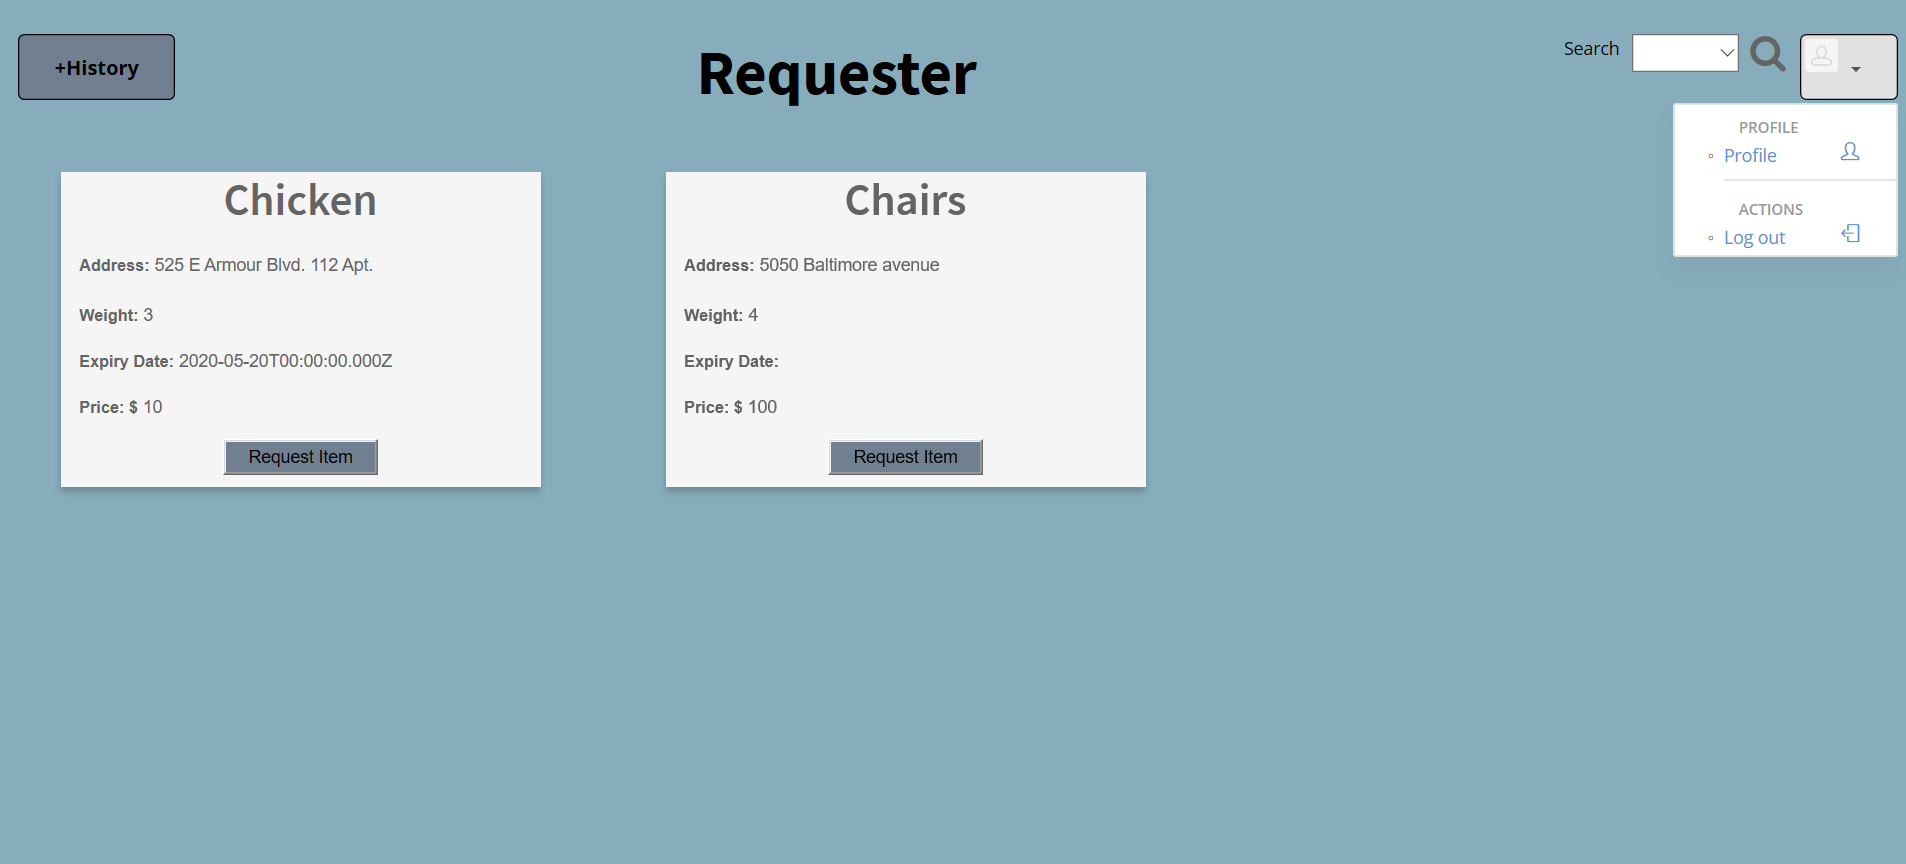 +History
Requester
Search
PROFILE
Profile
ACTIONS
Log out
Chicken
Address: 525 E Armour Blvd. 112 Apt.
Weight: 3
Expiry Date: 2020-05-20T00:00:00.000Z
Price: $ 10
Request Item
Chairs
Address: 5050 Baltimore avenue
Weight: 4
Expiry Date:
Price: $ 100
Request Item